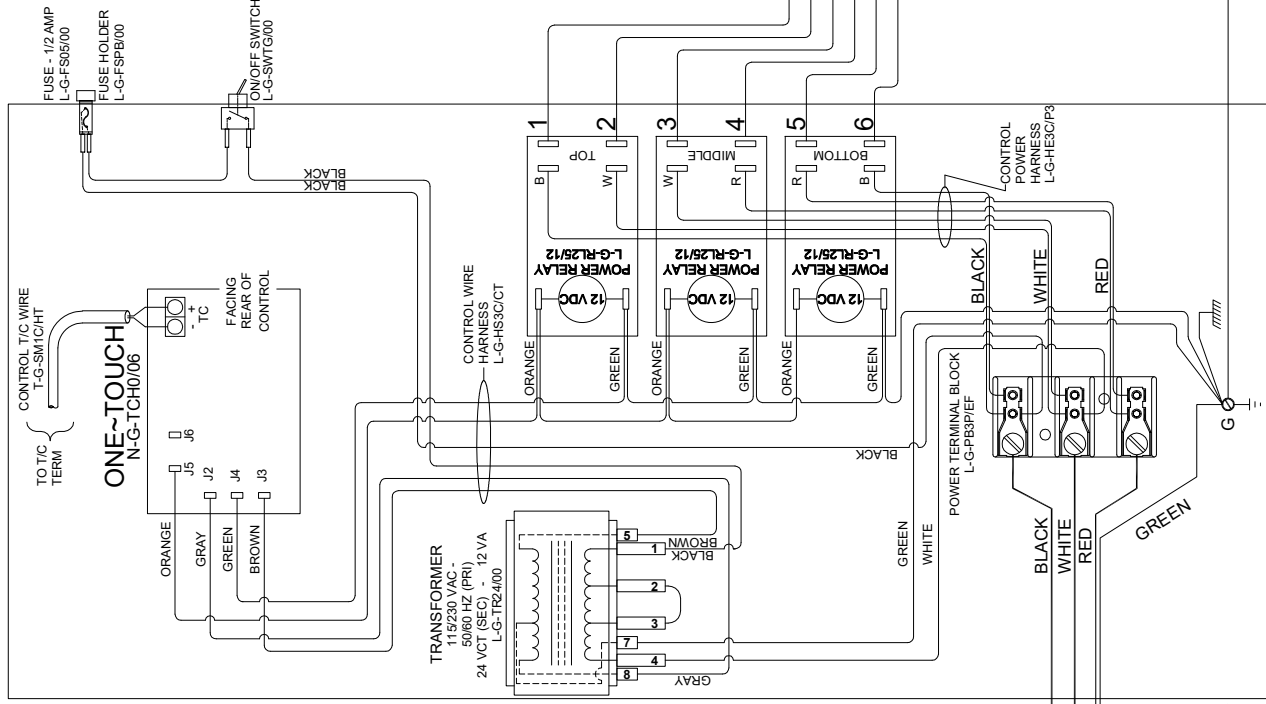 FUSE - 1/2 AMP
L-G-FS05/00
FUSE HOLDER
L-G-FSPB/00
ON/OFF SWITCH
L-G-SWTG/00
BLACK
BLACK
CONTROL T/C WIRE
T-G-SM1C/HT
TO T/C
TERM
ONE~TOUCH
N-G-TCH0/06
- +
TC
FACING
REAR OF
CONTROL
J6
J5
J2
J4
J3
ORANGE
GRAY
GREEN
BROWN
CONTROL WIRE
HARNESS
L-G-HS3C/CT
1
2
TOP
B
W
POWER RELAY
L-G-RL25/12
12 VDC
ORANGE
GREEN
3
4
MIDDLE
W
R
POWER RELAY
L-G-RL25/12
12 VDC
ORANGE
GREEN
5
6
BOTTOM
R
B
POWER RELAY
L-G-RL25/12
12 VDC
ORANGE
GREEN
CONTROL
POWER
HARNESS
L-G-HE3C/P3
BLACK
WHITE
RED
BLACK
TRANSFORMER
115/230 VAC -
50/60 HZ (PRI)
24 VCT (SEC) - 12 VA
L-G-TR24/00
5
1
2
3
7
4
8
BROWN
BLACK
GRAY
GREEN
WHITE
POWER TERMINAL BLOCK
L-G-PB3P/EF
BLACK
WHITE
RED
GREEN
G